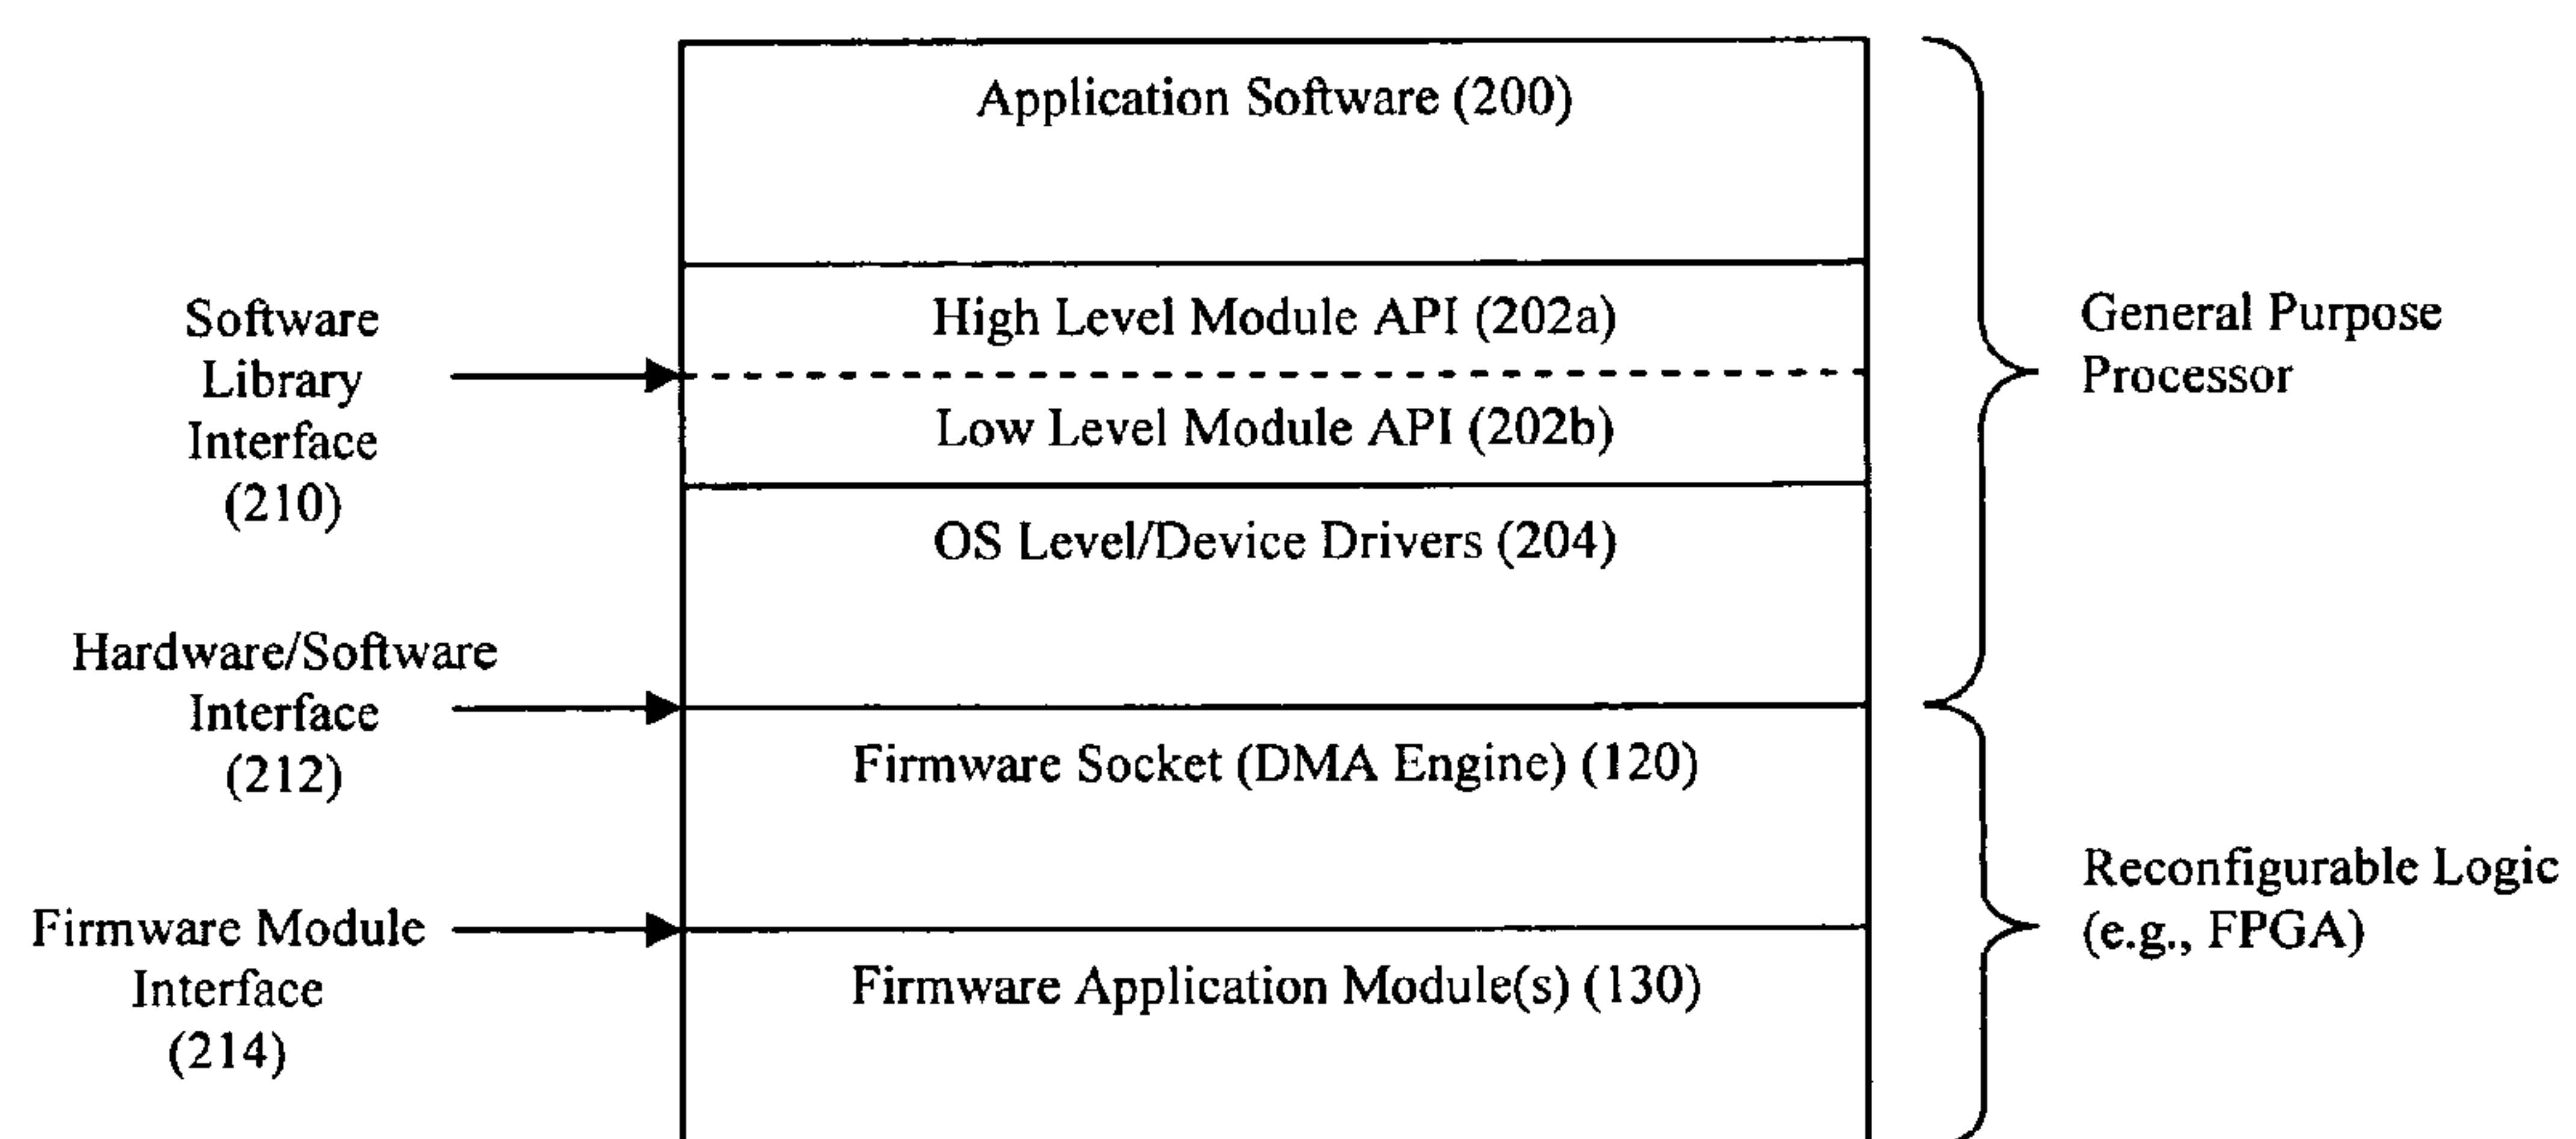 Application Software (200)
High Level Module API (202a)
Low Level Module API (202b)
OS Level/Device Drivers (204)
Firmware Socket (DMA Engine) (120)
Firmware Application Module(s) (130)
Software
Library
Interface
(210)
Hardware/Software
Interface
(212)
Firmware Module
Interface
(214)
General Purpose
Processor
Reconfigurable Logic
(e.g., FPGA)